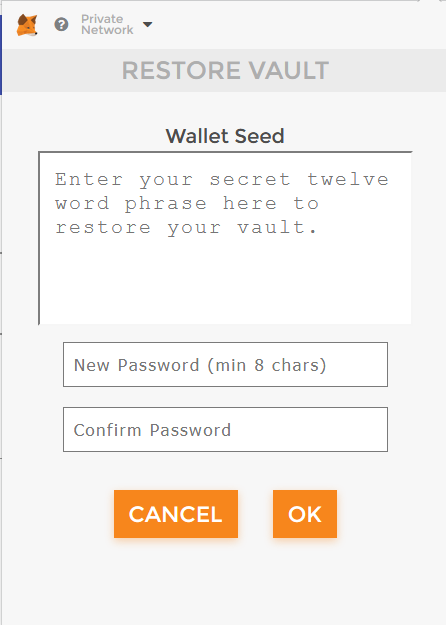 Private
Network
RESTORE VAULT
Wallet Seed
Enter your secret twelve
word phrase here to
restore your vault.
New Password (min 8 chars)
Confirm Password
CANCEL
OK